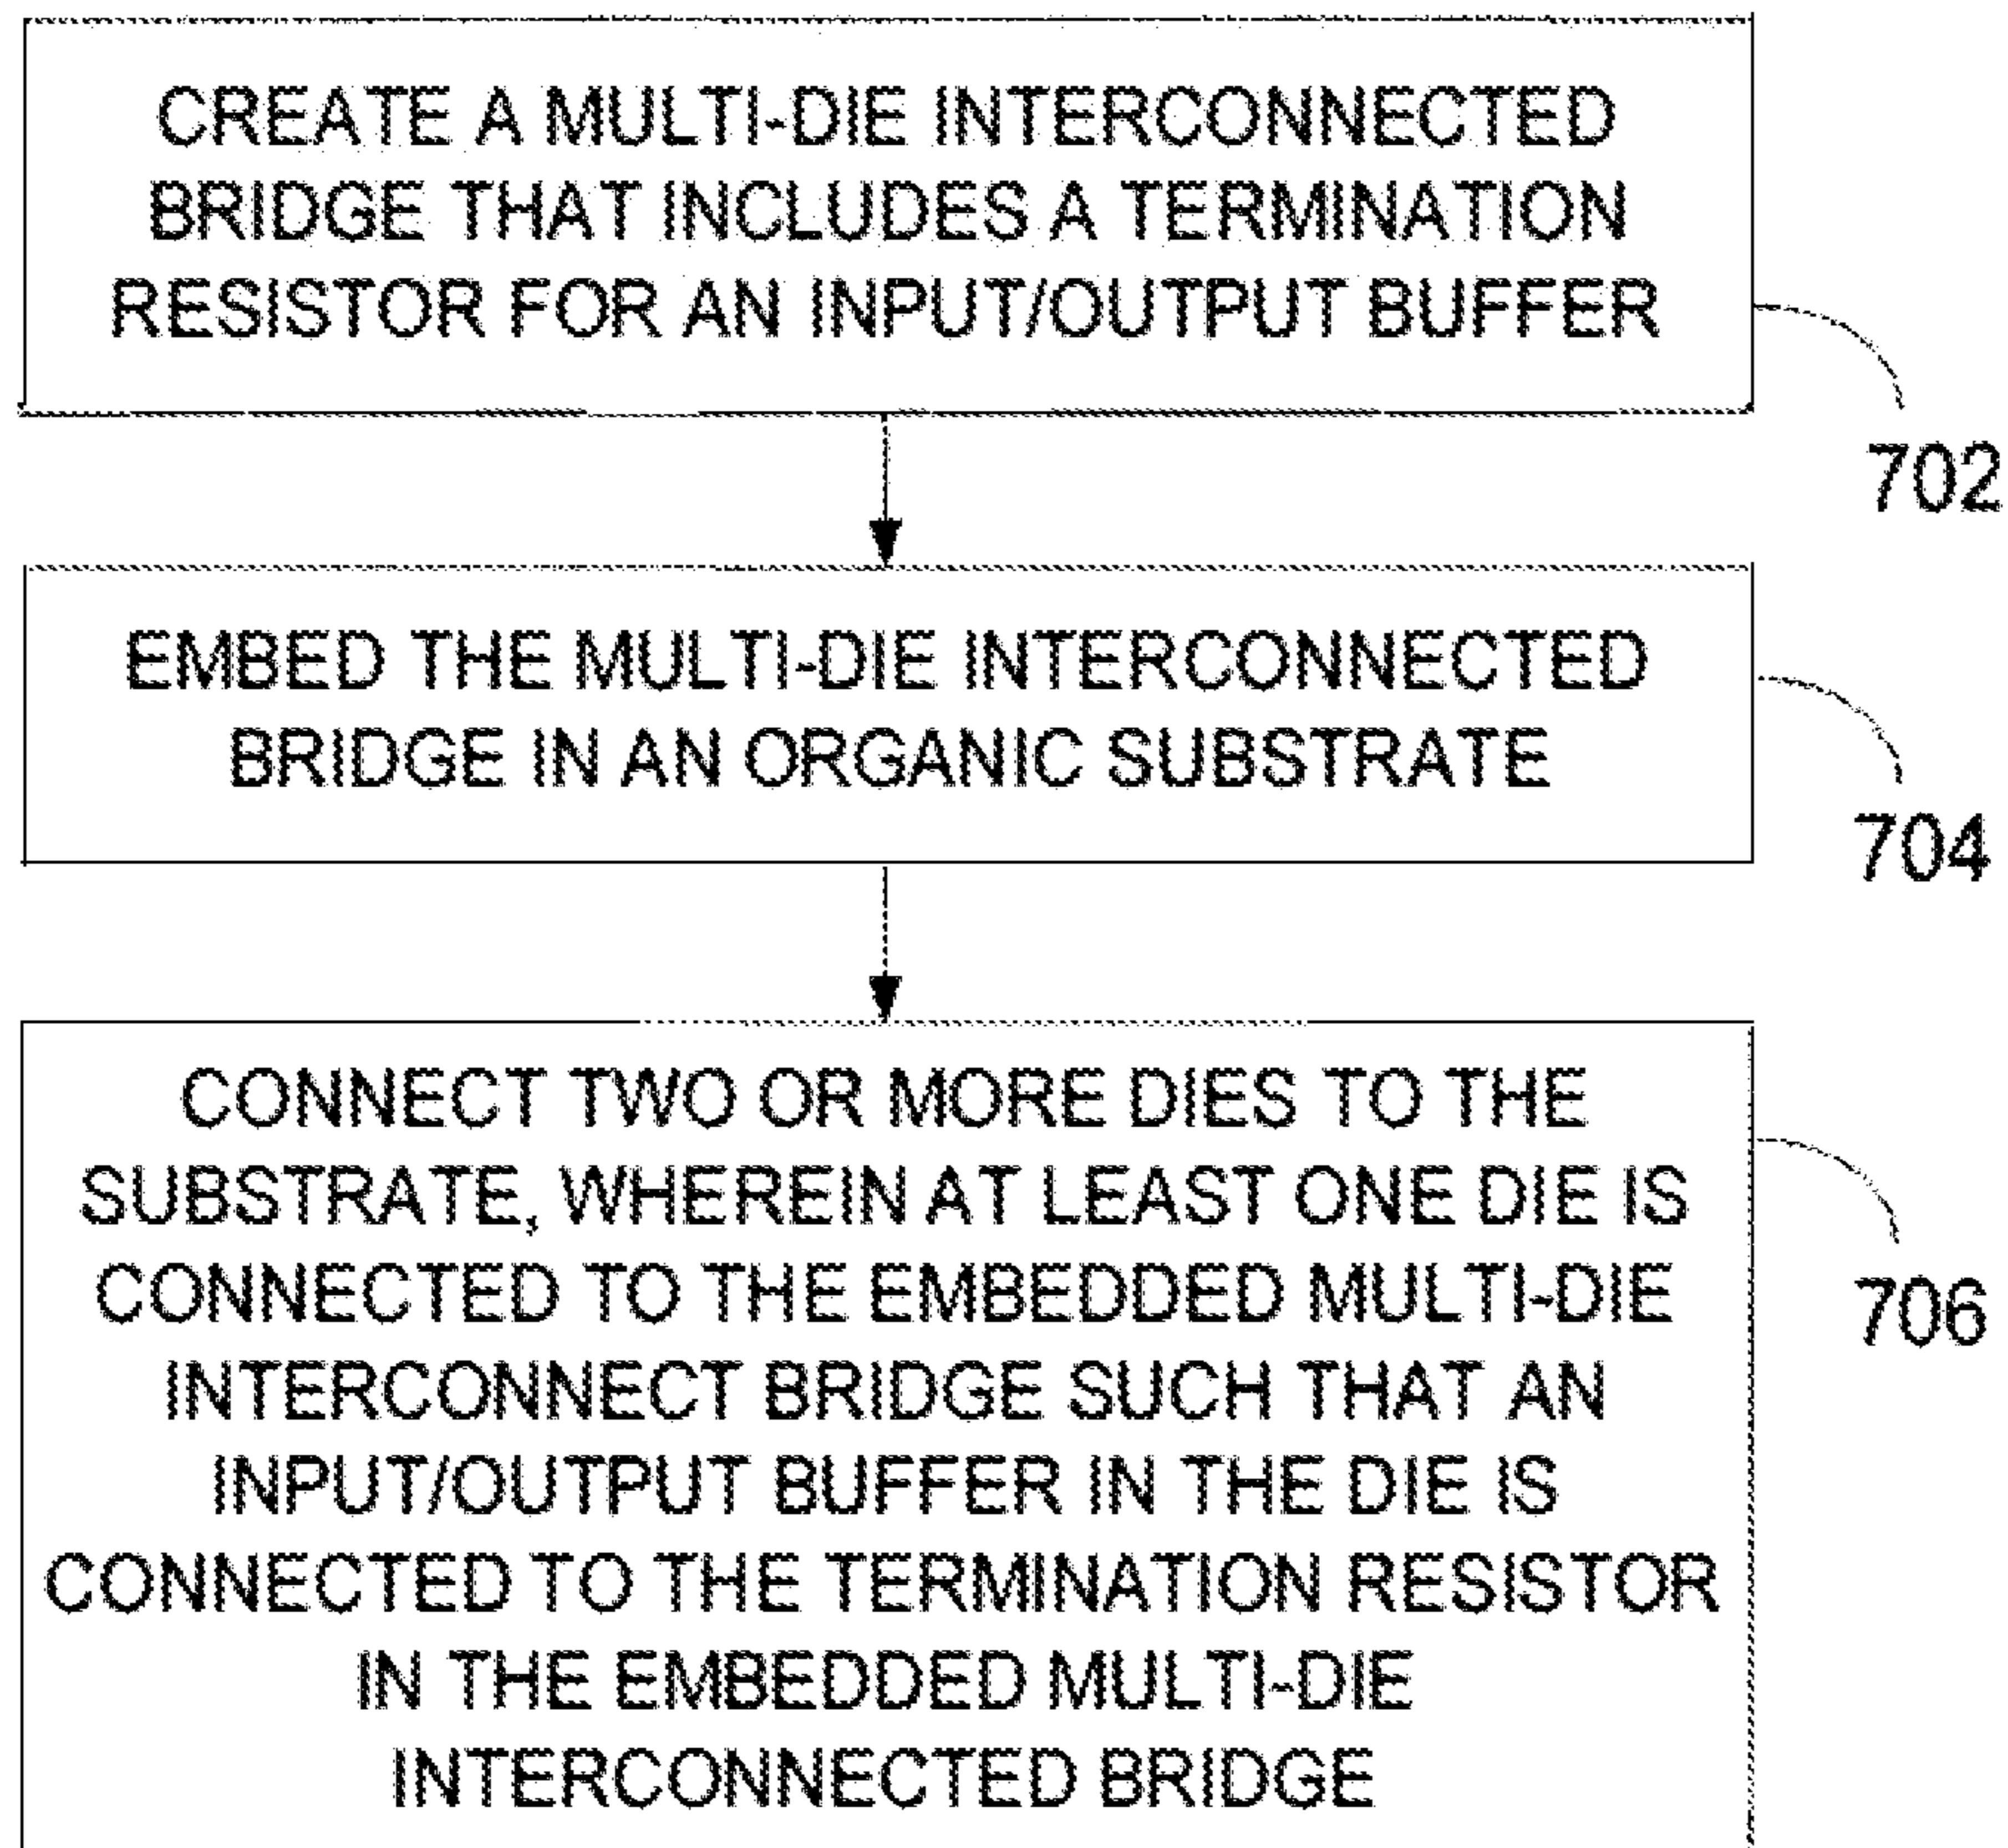 CREATE A MULTI-DIE INTERCONNECTED
BRIDGE THAT INCLUDES A TERMINATION
RESISTOR FOR AN INPUT/OUTPUT BUFFER
702
EMBED THE MULTI-DIE INTERCONNECTED
BRIDGE IN AN ORGANIC SUBSTRATE
704
CONNECT TWO OR MORE DIES TO THE
SUBSTRATE, WHEREIN AT LEAST ONE DIE IS
CONNECTED TO THE EMBEDDED MULTI-DIE
INTERCONNECT BRIDGE SUCH THAT AN
INPUT/OUTPUT BUFFER IN THE DIE IS
CONNECTED TO THE TERMINATION RESISTOR
IN THE EMBEDDED MULTI-DIE
INTERCONNECTED BRIDGE
706